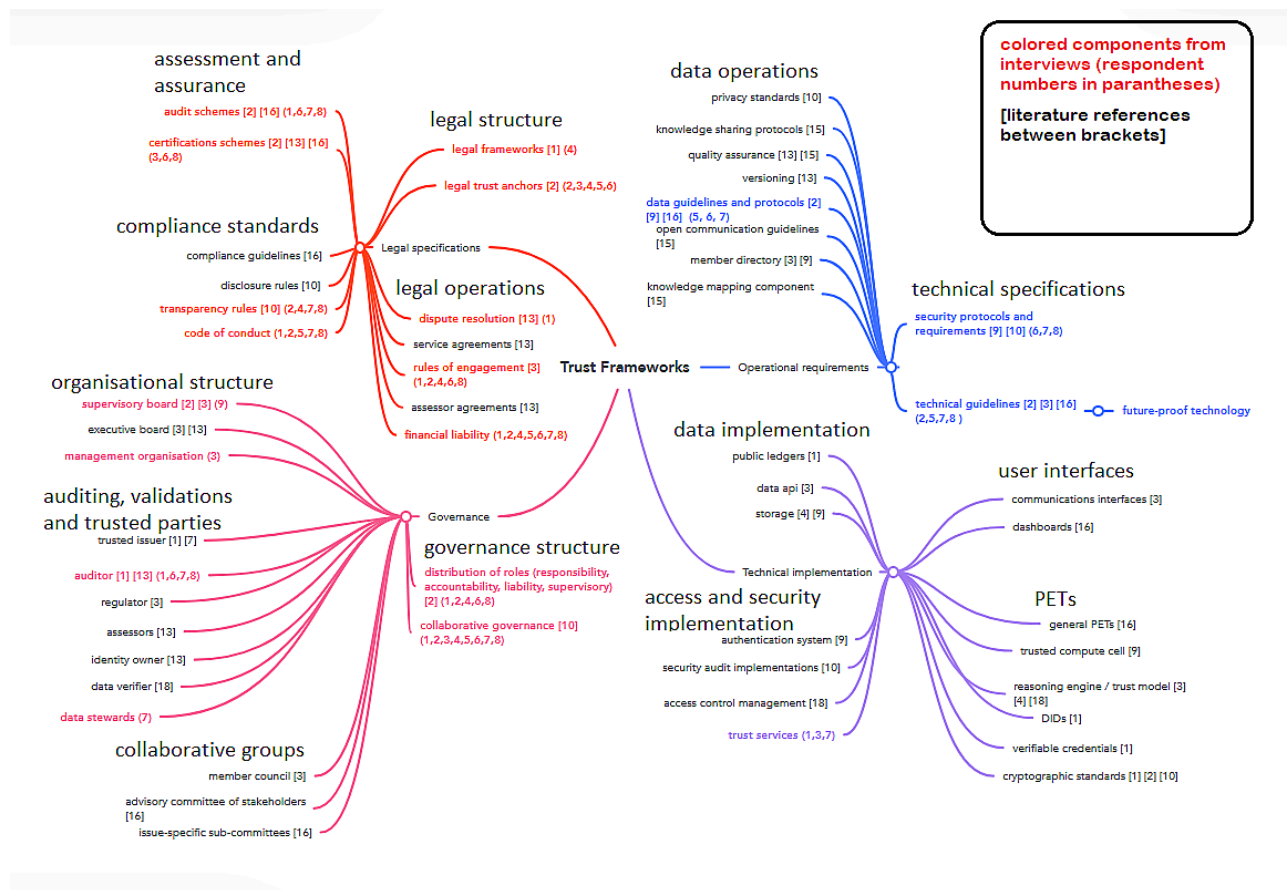 assessment and
assurance
audit schemes [2] [16] (1,6,7,8)
certifications schemes [2] [13] [16]
(3,6,8)
legal structure
legal frameworks [1] (4)
legal trust anchors [2] (2,3,4,5,6)
compliance standards
compliance guidelines [16]
disclosure rules [10]
transparency rules [10] (2,4,7,8)
code of conduct (1,2,5,7,8)
Legal specifications
legal operations
dispute resolution [13] (1)
service agreements [13]
rules of engagement [3]
(1,2,4,6,8)
assessor agreements [13]
financial liability (1,2,4,5,6,7,8)
organisational structure
supervisory board [2] [3] (9)
executive board [3] [13]
management organisation (3)
auditing, validations
and trusted parties
trusted issuer [1] [7]
auditor [1] [13] (1,6,7,8)
regulator [3]
assessors [13]
identity owner [13]
data verifier [18]
data stewards (7)
Governance
governance structure
distribution of roles (responsibility,
accountability, liability, supervisory)
[2] (1,2,4,6,8)
collaborative governance [10]
(1,2,3,4,5,6,7,8)
collaborative groups
member council [3]
advisory committee of stakeholders
[16]
issue-specific sub-committees [16]
Trust Frameworks
data operations
privacy standards [10]
knowledge sharing protocols [15]
quality assurance [13] [15]
versioning [13]
data guidelines and protocols [2]
[9] [16] (5, 6, 7)
open communication guidelines
[15]
member directory [3] [9]
knowledge mapping component
[15]
Operational requirements
technical specifications
security protocols and
requirements [9] [10] (6,7,8)
technical guidelines [2] [3] [16]
(2,5,7,8 )
future-proof technology
data implementation
public ledgers [1]
data api [3]
storage [4] [9]
Technical implementation
access and security
implementation
authentication system [9]
security audit implementations [10]
access control management [18]
trust services (1,3,7)
user interfaces
communications interfaces [3]
dashboards [16]
PETs
general PETs [16]
trusted compute cell [9]
reasoning engine / trust model [3]
[4] [18]
DIDs [1]
verifiable credentials [1]
cryptographic standards [1] [2] [10]
colored components from
interviews (respondent
numbers in parantheses)
[literature references
between brackets]